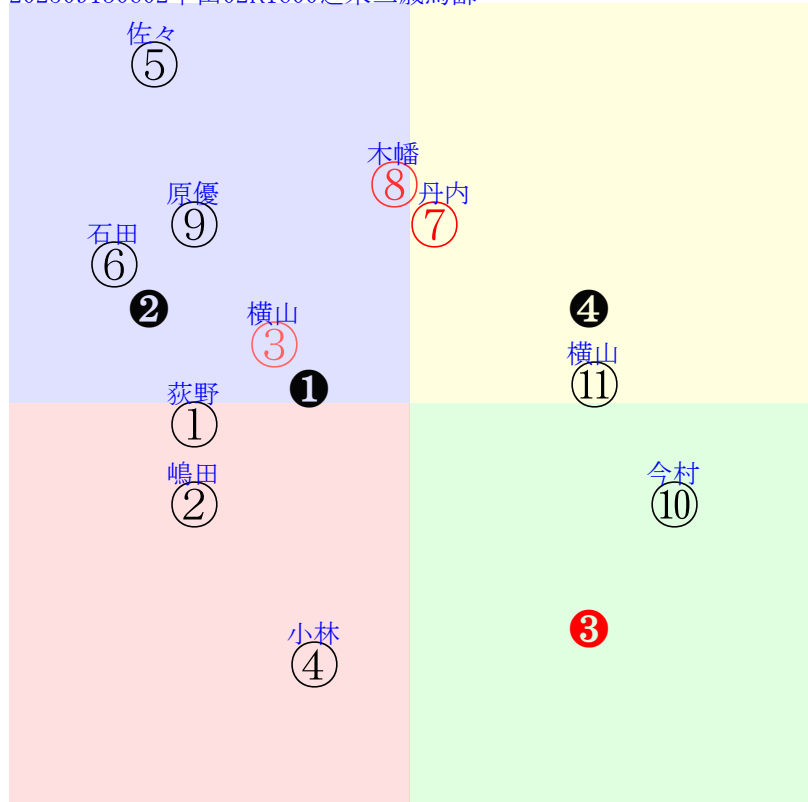 佐々
⑤
木幡
⑧
原優
⑨
丹内
⑦
石田
⑥
❷
横山
③
❹
横山
⑪
❶
荻野
①
嶋田
②
今村
⑩
小林
④
❸